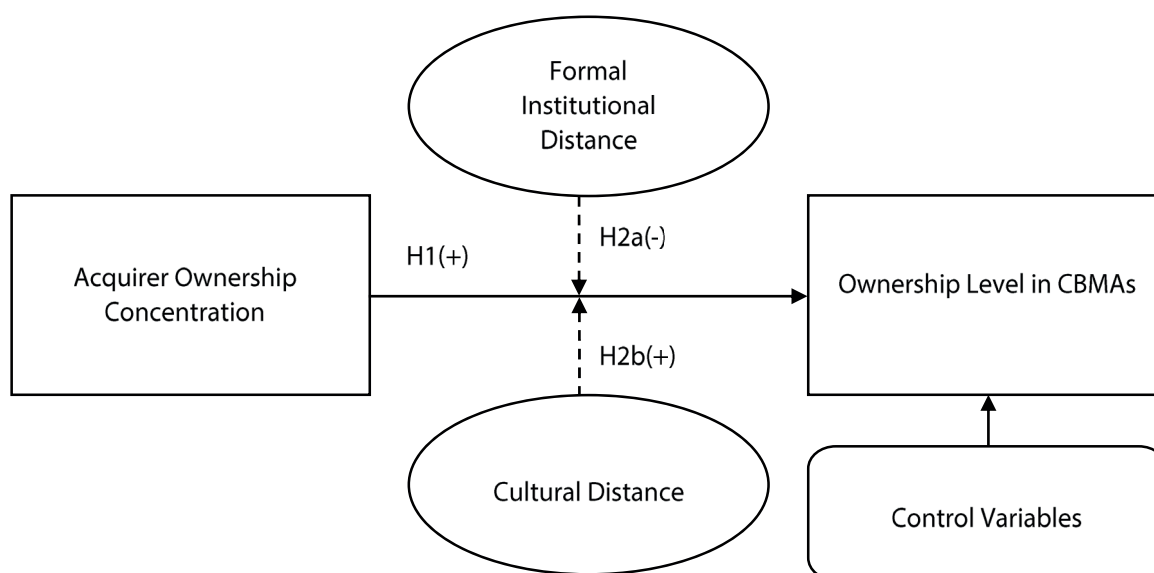 Formal
Institutional
Distance
H2a(-)
H1(+)
Acquirer Ownership
Concentration
Ownership Level in CBMAs
H2b(+)
Cultural Distance
Control Variables